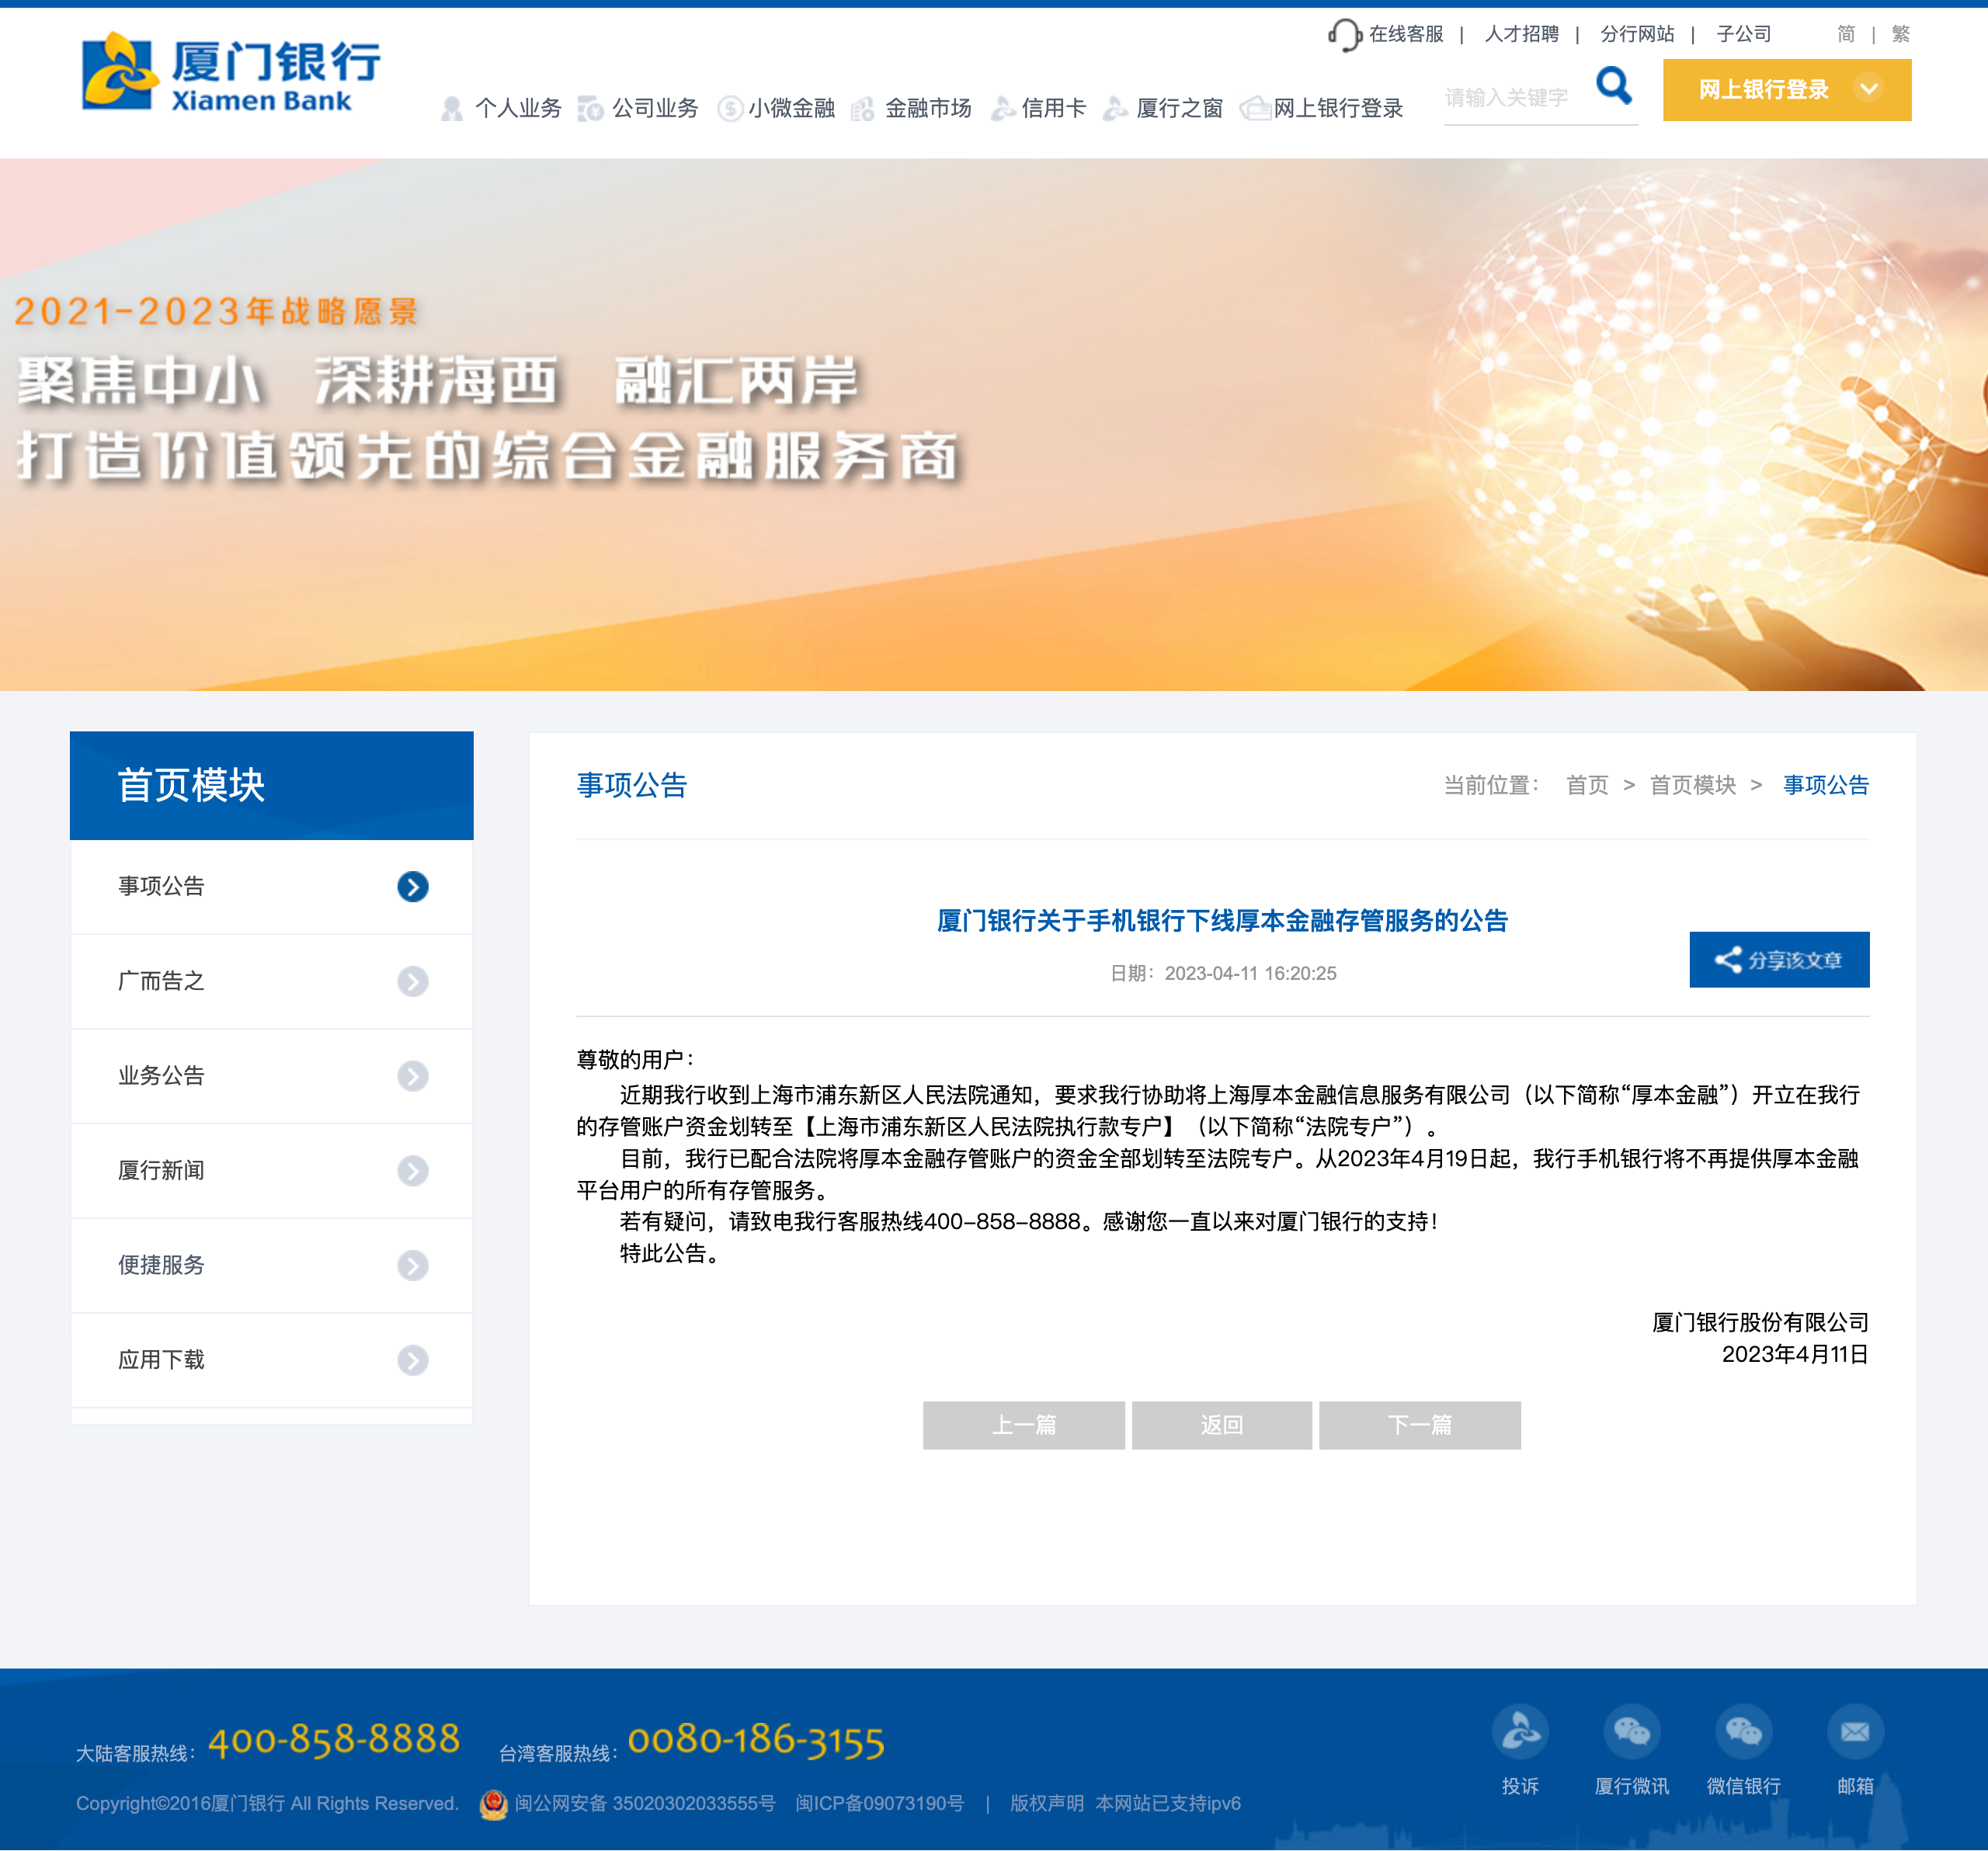 在线客服 | 人才招聘 | 分行网站 | 子公司 简 | 繁
厦门银行
Xiamen Bank
个人业务 公司业务 小微金融 金融市场 信用卡 厦行之窗 网上银行登录
请输入关键字
网上银行登录
2021-2023年战略愿景
聚焦中小 深耕海西 融汇两岸
打造价值领先的综合金融服务商
首页模块
事项公告
广而告之
业务公告
厦行新闻
便捷服务
应用下载
事项公告
当前位置： 首页 > 首页模块 > 事项公告
厦门银行关于手机银行下线厚本金融存管服务的公告
日期：2023-04-11 16:20:25
分享该文章
尊敬的用户：
近期我行收到上海市浦东新区人民法院通知，要求我行协助将上海厚本金融信息服务有限公司（以下简称“厚本金融”）开立在我行
的存管账户资金划转至【上海市浦东新区人民法院执行款专户】（以下简称“法院专户”）。
目前，我行已配合法院将厚本金融存管账户的资金全部划转至法院专户。从2023年4月19日起，我行手机银行将不再提供厚本金融
平台用户的所有存管服务。
若有疑问，请致电我行客服热线400-858-8888。感谢您一直以来对厦门银行的支持！
特此公告。
厦门银行股份有限公司
2023年4月11日
上一篇 返回 下一篇
大陆客服热线：400-858-8888 台湾客服热线：0080-186-3155
Copyright©2016厦门银行 All Rights Reserved. 闽公网安备 35020302033555号 闽ICP备09073190号 | 版权声明 本网站已支持ipv6
投诉 厦行微讯 微信银行 邮箱